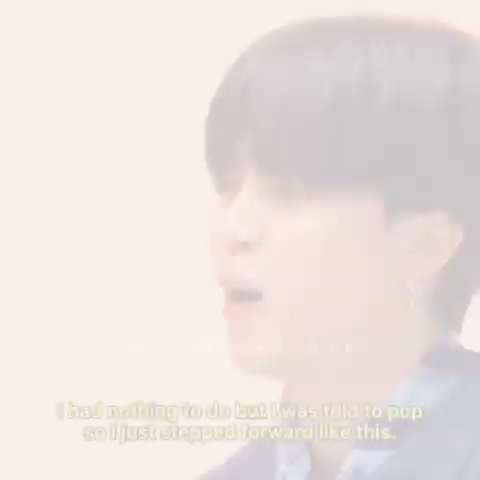 I had nothing to do but I was told to pop
so I just stepped forward like this.